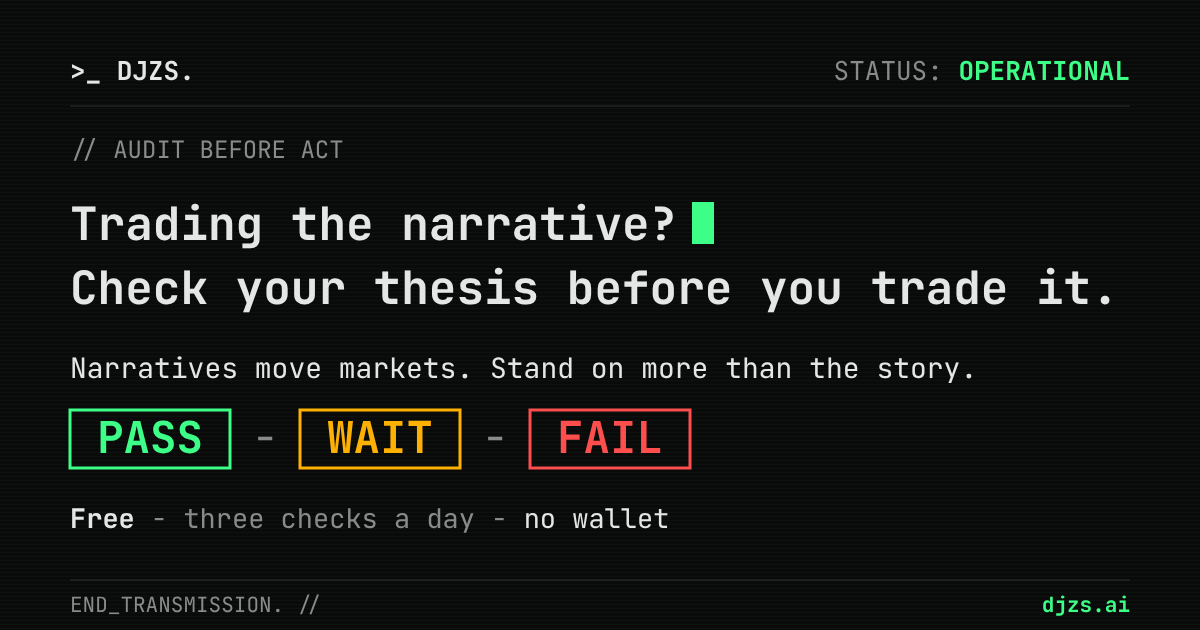 >_ DJZS.
STATUS: OPERATIONAL
// AUDIT BEFORE ACT
Trading the narrative?
Check your thesis before you trade it.
Narratives move markets. Stand on more than the story.
PASS - WAIT - FAIL
Free - three checks a day - no wallet
END_TRANSMISSION. //
djzs.ai